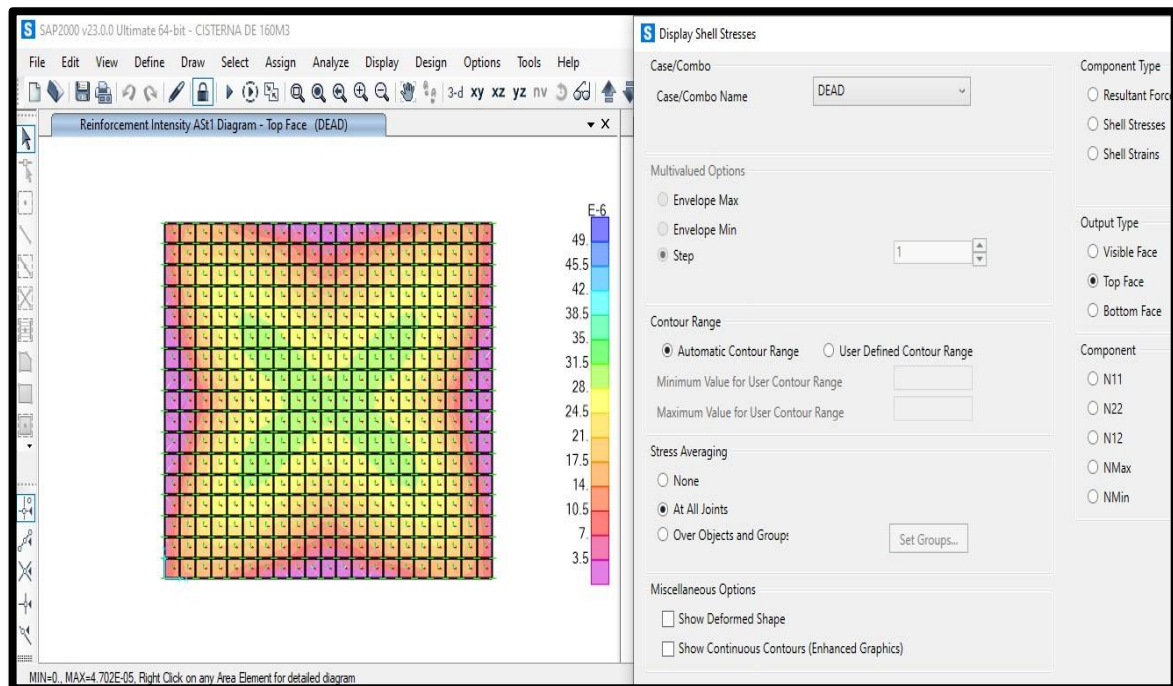 SAP2000 v23.0.0 Ultimate 64-bit - CISTERNA DE 160M3
File Edit View Define Draw Select Assign Analyze Display Design Options Tools Help
3-d xy xz yz nv
Reinforcement Intensity ASt1 Diagram - Top Face (DEAD)
X
E-6
49.
45.5
42.
38.5
35.
31.5
28.
24.5
21.
17.5
14.
10.5
7.
3.5
MIN=0., MAX=4.702E-05, Right Click on any Area Element for detailed diagram
Display Shell Stresses
Case/Combo
Case/Combo Name DEAD
Multivalued Options
Envelope Max
Envelope Min
Step 1
Contour Range
Automatic Contour Range User Defined Contour Range
Minimum Value for User Contour Range
Maximum Value for User Contour Range
Stress Averaging
None
At All Joints
Over Objects and Groups
Set Groups...
Miscellaneous Options
Show Deformed Shape
Show Continuous Contours (Enhanced Graphics)
Component Type
Resultant Forc
Shell Stresses
Shell Strains
Output Type
Visible Face
Top Face
Bottom Face
Component
N11
N22
N12
NMax
NMin